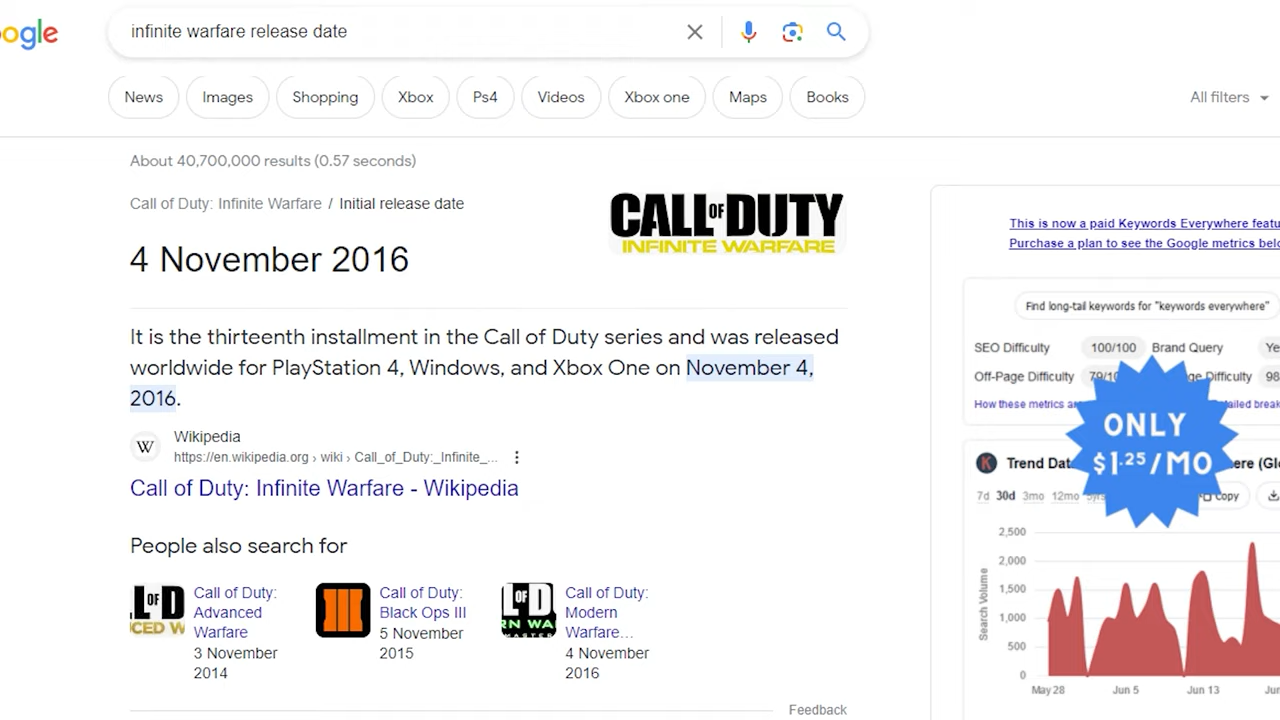 ogle
infinite warfare release date
News Images Shopping Xbox Ps4 Videos Xbox one Maps Books All filters
About 40,700,000 results (0.57 seconds)
Call of Duty: Infinite Warfare / Initial release date
4 November 2016
CALL OF DUTY
INFINITE WARFARE
It is the thirteenth installment in the Call of Duty series and was released
worldwide for PlayStation 4, Windows, and Xbox One on November 4,
2016.
W
Wikipedia
https://en.wikipedia.org › wiki › Call_of_Duty:_Infinite_...
Call of Duty: Infinite Warfare - Wikipedia
People also search for
Call of Duty:
Advanced
Warfare
3 November
2014
III
Call of Duty:
Black Ops III
5 November
2015
Call of Duty:
Modern
Warfare...
4 November
2016
Feedback
This is now a paid Keywords Everywhere featu
Purchase a plan to see the Google metrics bel
Find long-tail keywords for "keywords everywhere"
SEO Difficulty 100/100 Brand Query Ye
Off-Page Difficulty 79/10 Difficulty 98
How these metrics ar
ONLY
$1.25/MO
K Trend Dat
7d 30d 3mo 12mo Copy
2,500
2,000
1,500
1,000
500
0
Search Volume
May 28 Jun 5 Jun 13